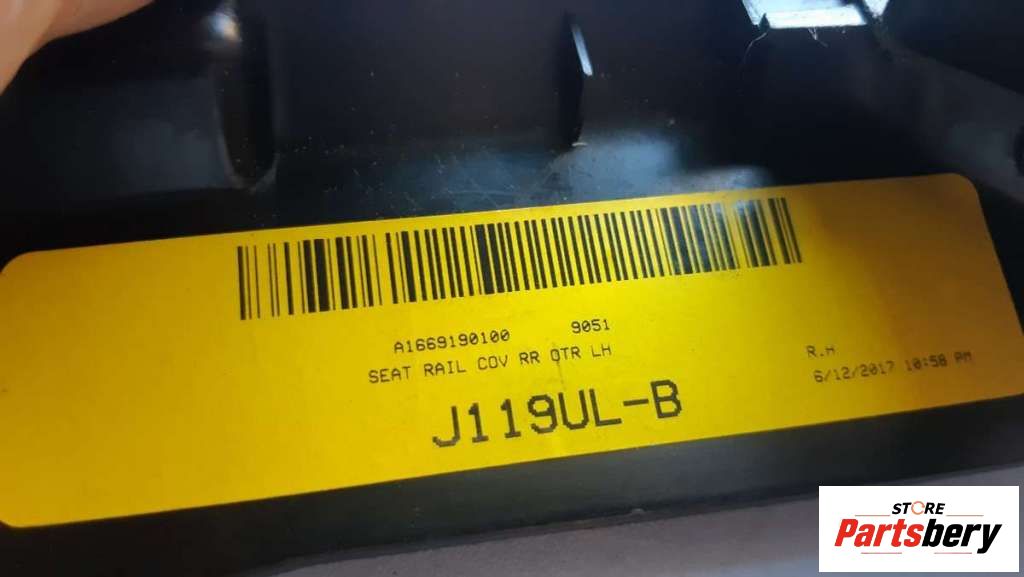 A1669190100 9051
SEAT RAIL COV RR OTR LH
J119UL-B
R.H
6/12/2017 10:58 PM
STORE
Partsbery